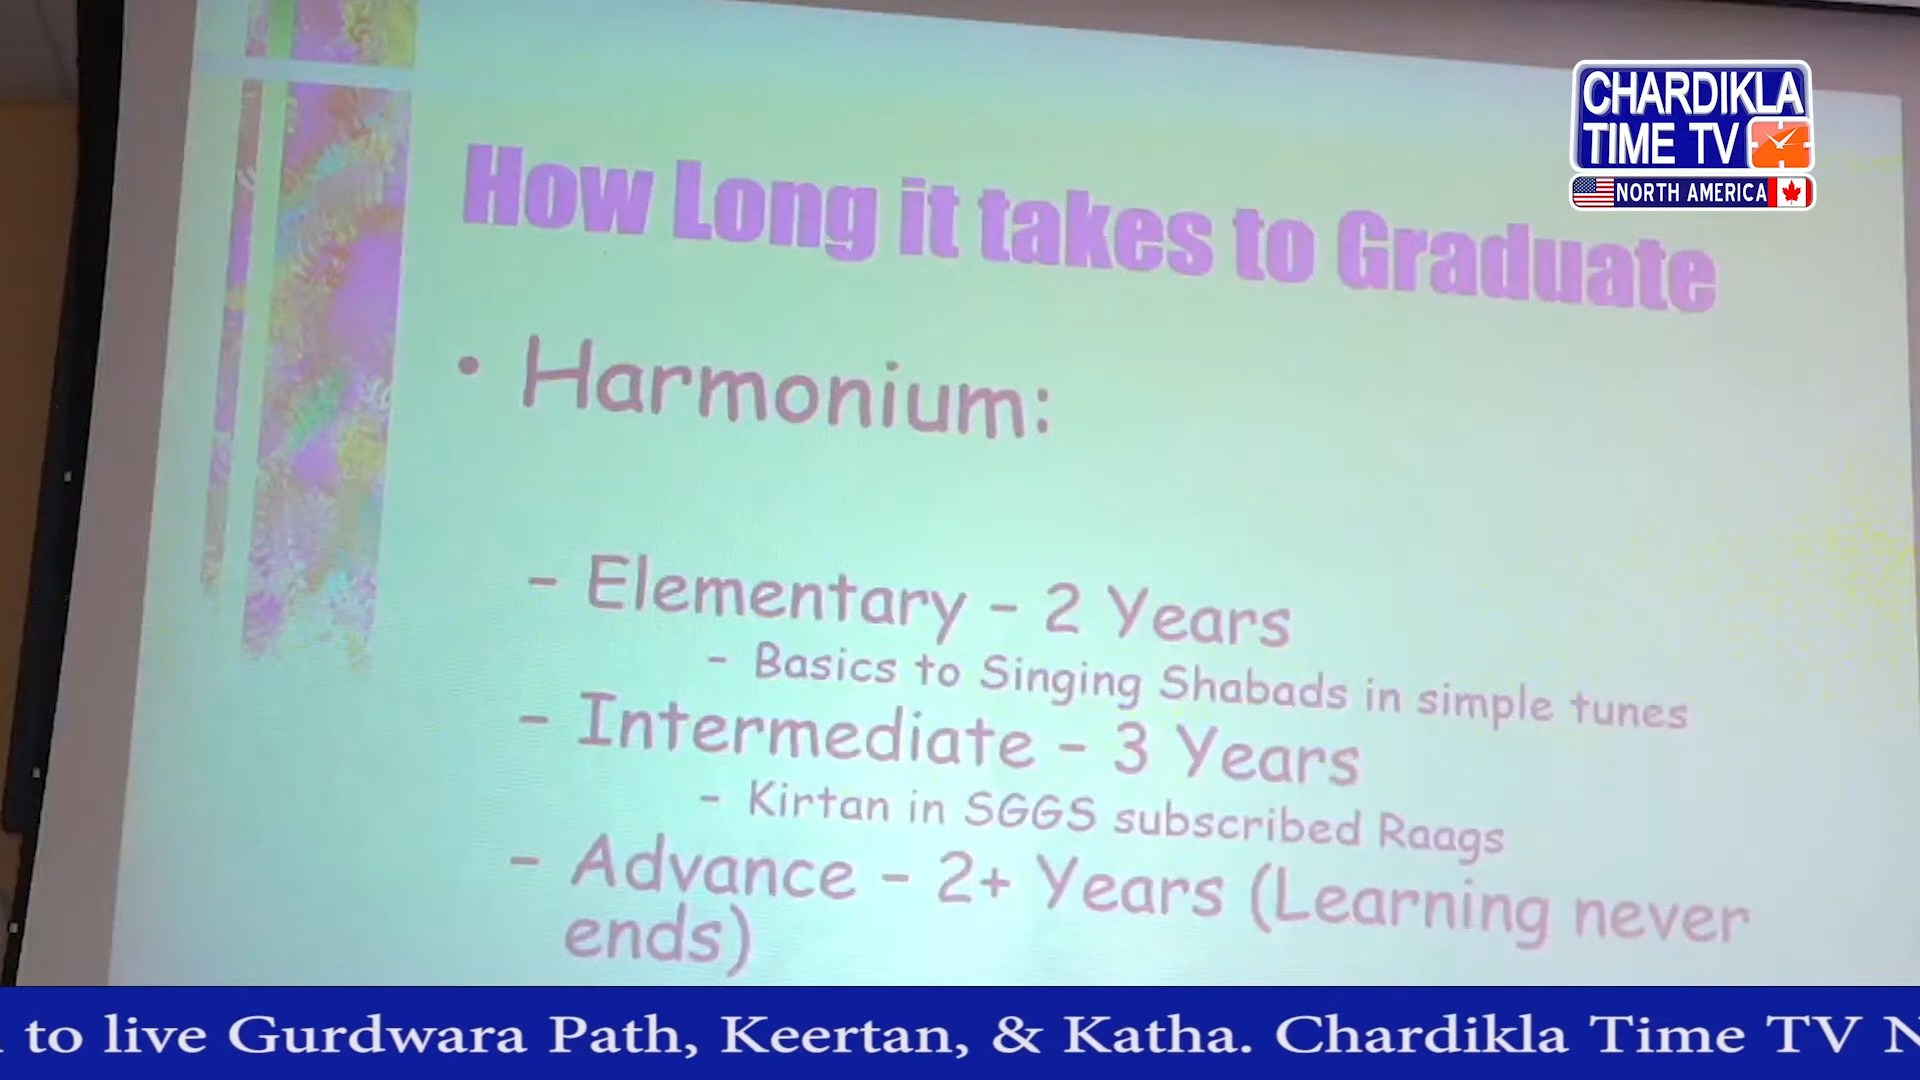 CHARDIKLA
TIME TV
NORTH AMERICA
How Long it takes to Graduate
• Harmonium:
– Elementary – 2 Years
– Basics to Singing Shabads in simple tunes
– Intermediate – 3 Years
– Kirtan in SGGS subscribed Raags
– Advance – 2+ Years (Learning never
ends)
to live Gurdwara Path, Keertan, & Katha. Chardikla Time TV N